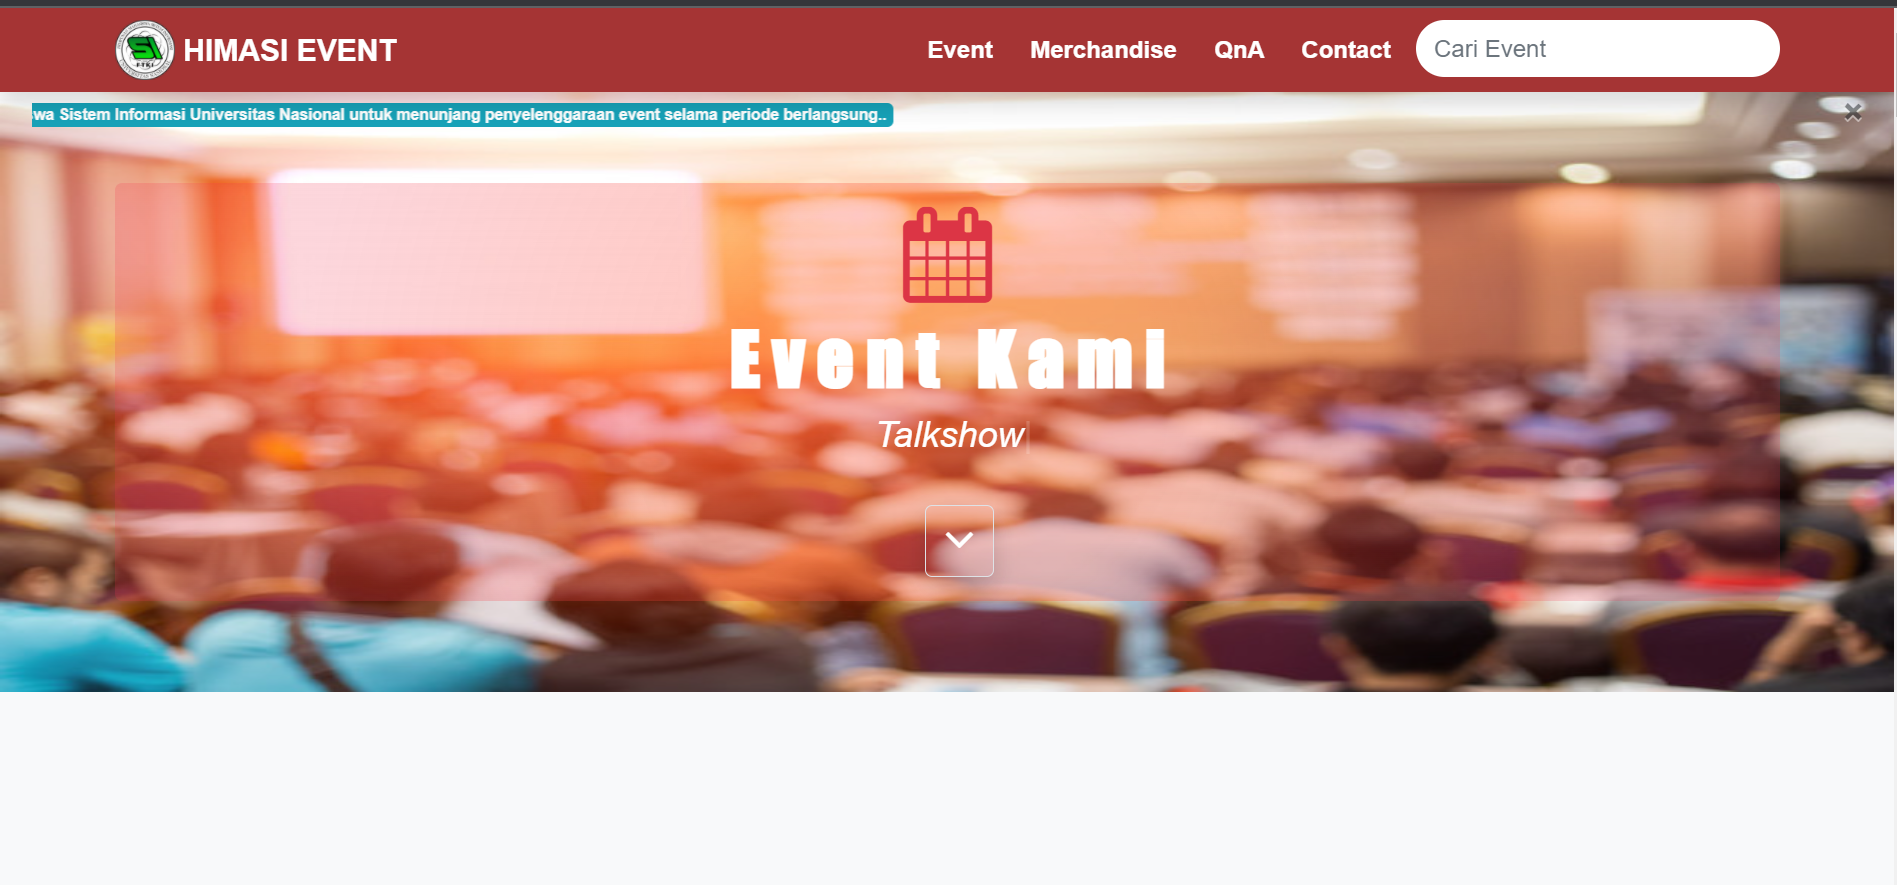 HIMASI EVENT
Event Merchandise QnA Contact Cari Event
Sistem Informasi Universitas Nasional untuk menunjang penyelenggaraan event selama periode berlangsung..
Event Kami
Talkshow